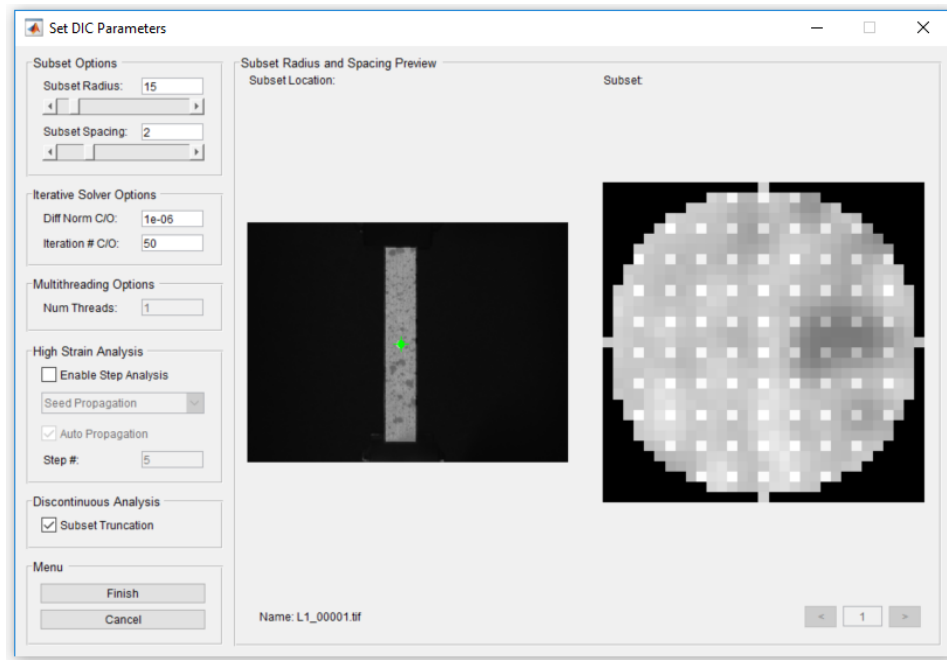 Set DIC Parameters
Subset Options
Subset Radius: 15
Subset Spacing: 2
Iterative Solver Options
Diff Norm C/O: 1e-06
Iteration # C/O: 50
Multithreading Options
Num Threads: 1
High Strain Analysis
Enable Step Analysis
Seed Propagation
Auto Propagation
Step #: 5
Discontinuous Analysis
Subset Truncation
Menu
Finish
Cancel
Subset Radius and Spacing Preview
Subset Location: Subset:
Name: L1_00001.tif
< 1 >